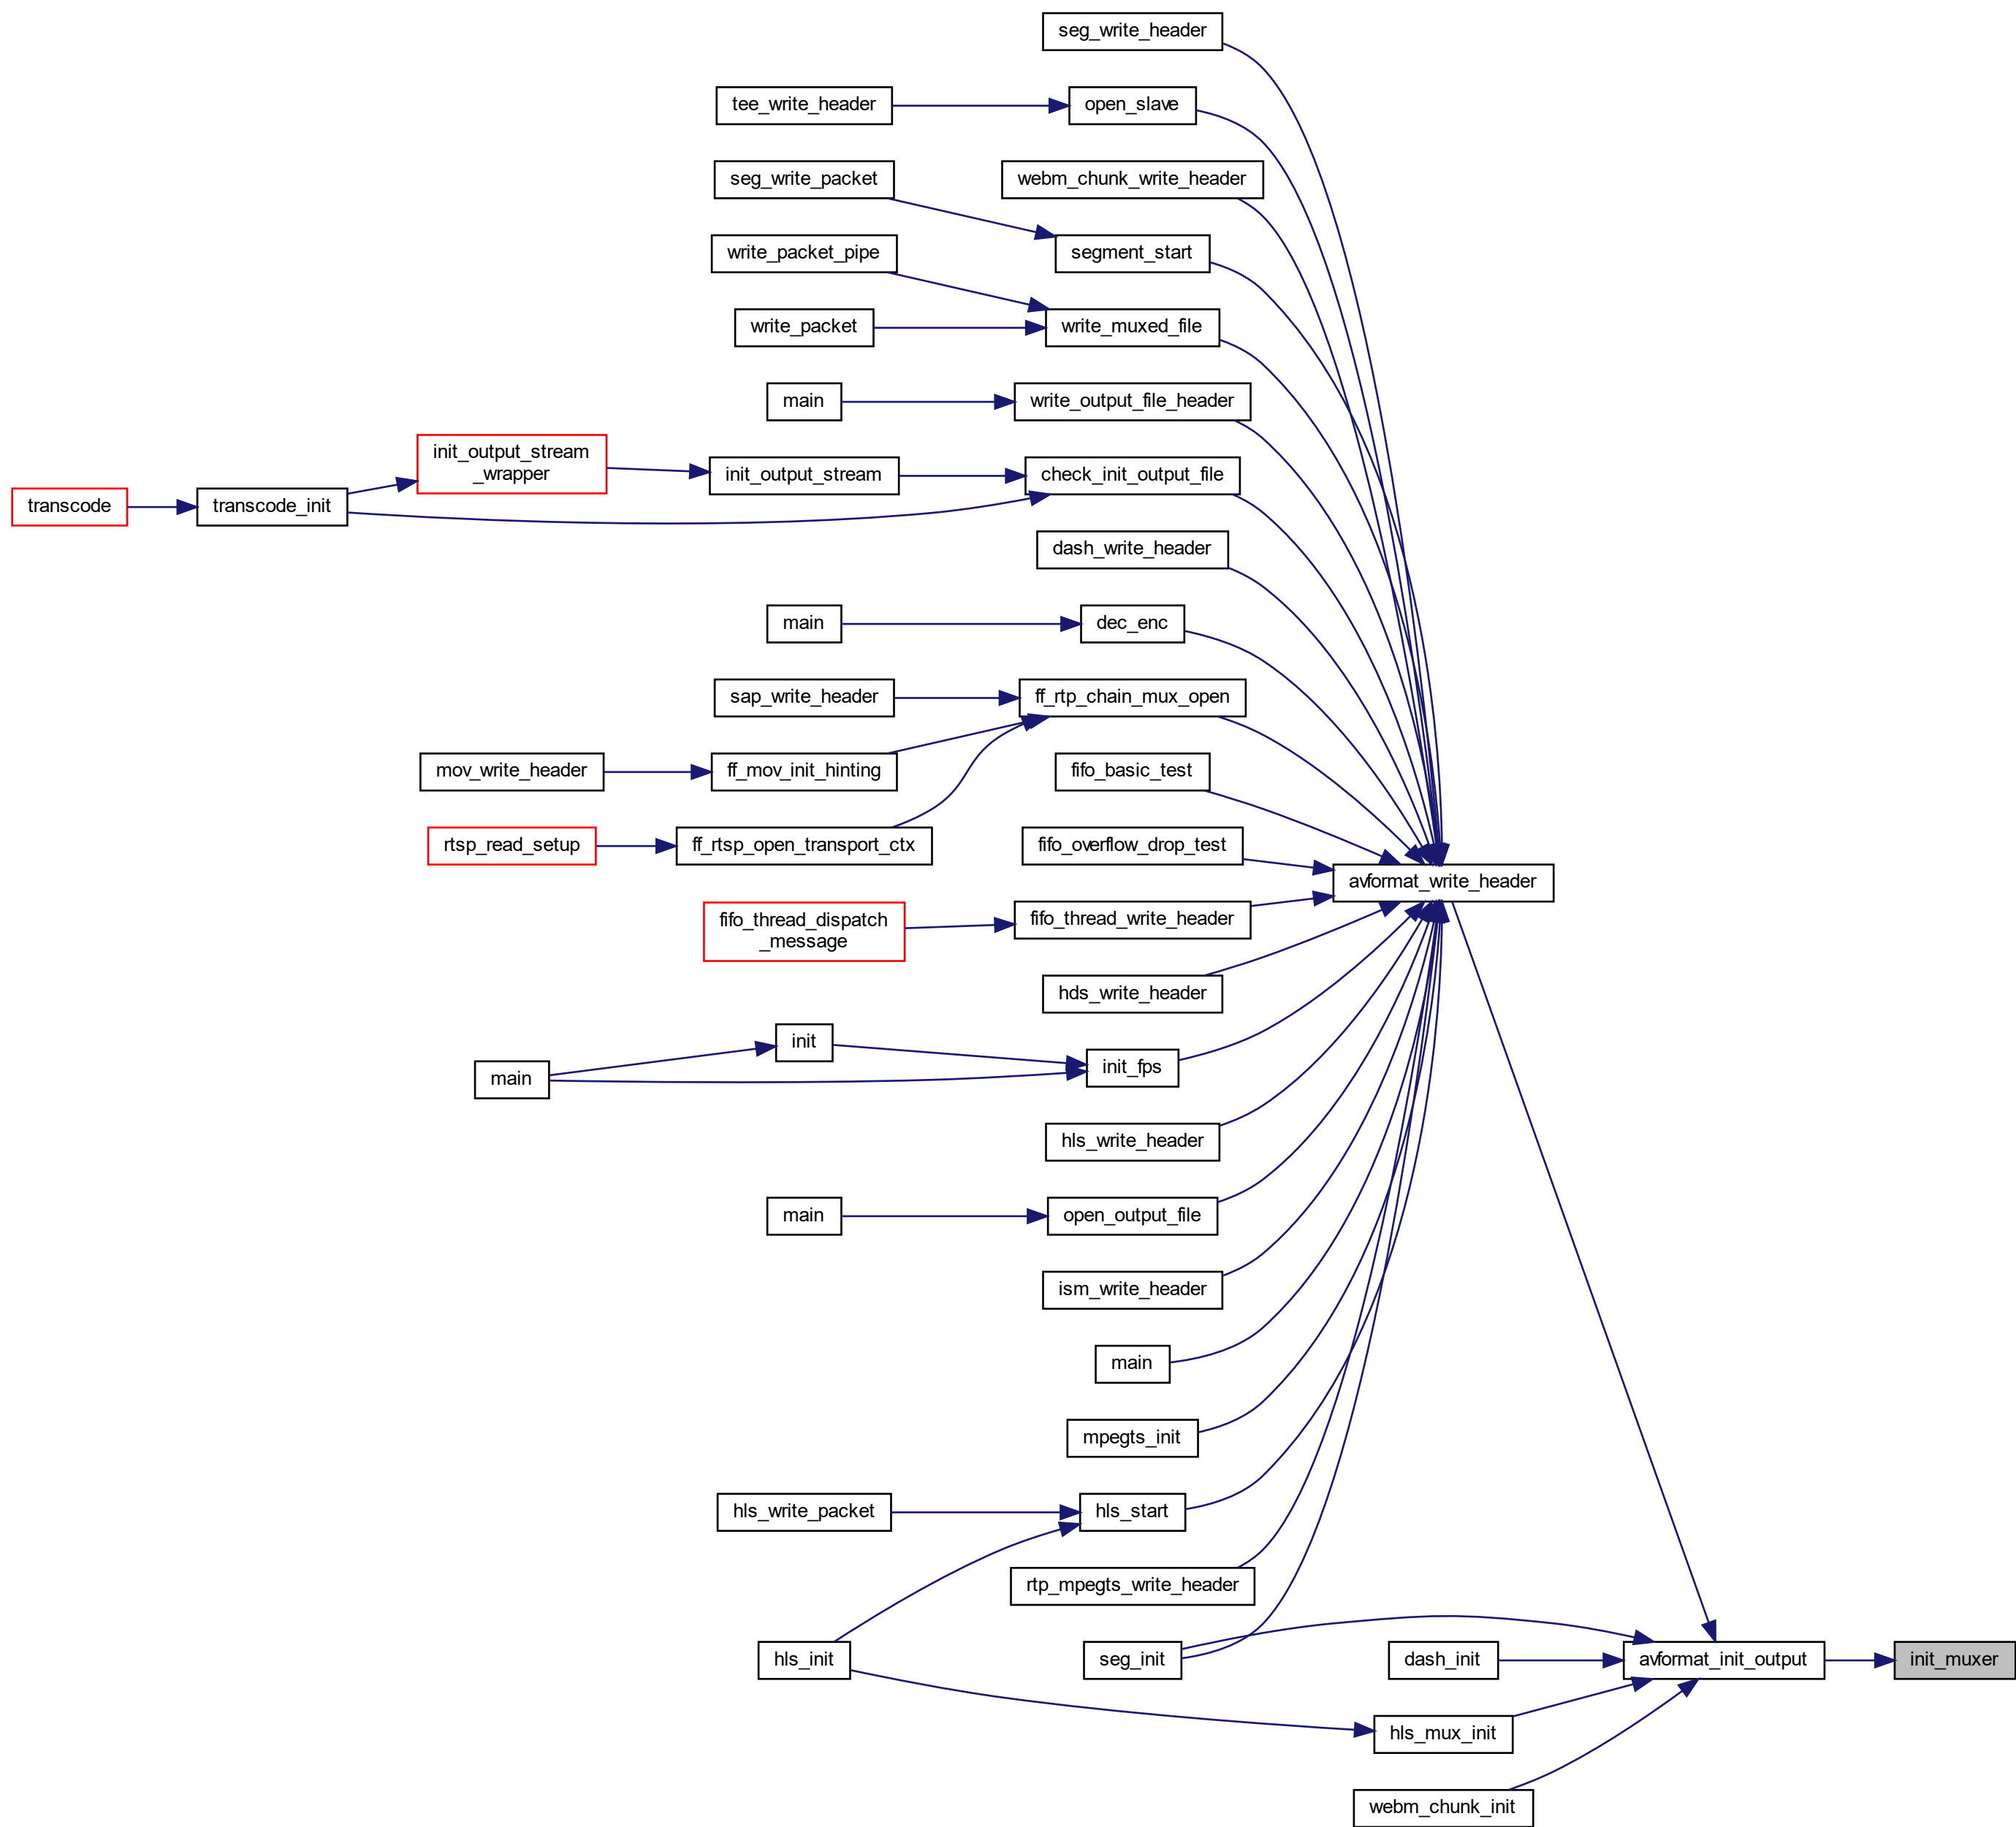 seg_write_header
tee_write_header
open_slave
seg_write_packet
webm_chunk_write_header
write_packet_pipe
segment_start
write_packet
write_muxed_file
main
write_output_file_header
init_output_stream
_wrapper
init_output_stream
check_init_output_file
transcode
transcode_init
dash_write_header
main
dec_enc
sap_write_header
ff_rtp_chain_mux_open
mov_write_header
ff_mov_init_hinting
fifo_basic_test
rtsp_read_setup
ff_rtsp_open_transport_ctx
fifo_overflow_drop_test
avformat_write_header
fifo_thread_dispatch
_message
fifo_thread_write_header
hds_write_header
init
main
init_fps
hls_write_header
main
open_output_file
ism_write_header
main
mpegts_init
hls_write_packet
hls_start
rtp_mpegts_write_header
hls_init
seg_init
dash_init
avformat_init_output
init_muxer
hls_mux_init
webm_chunk_init